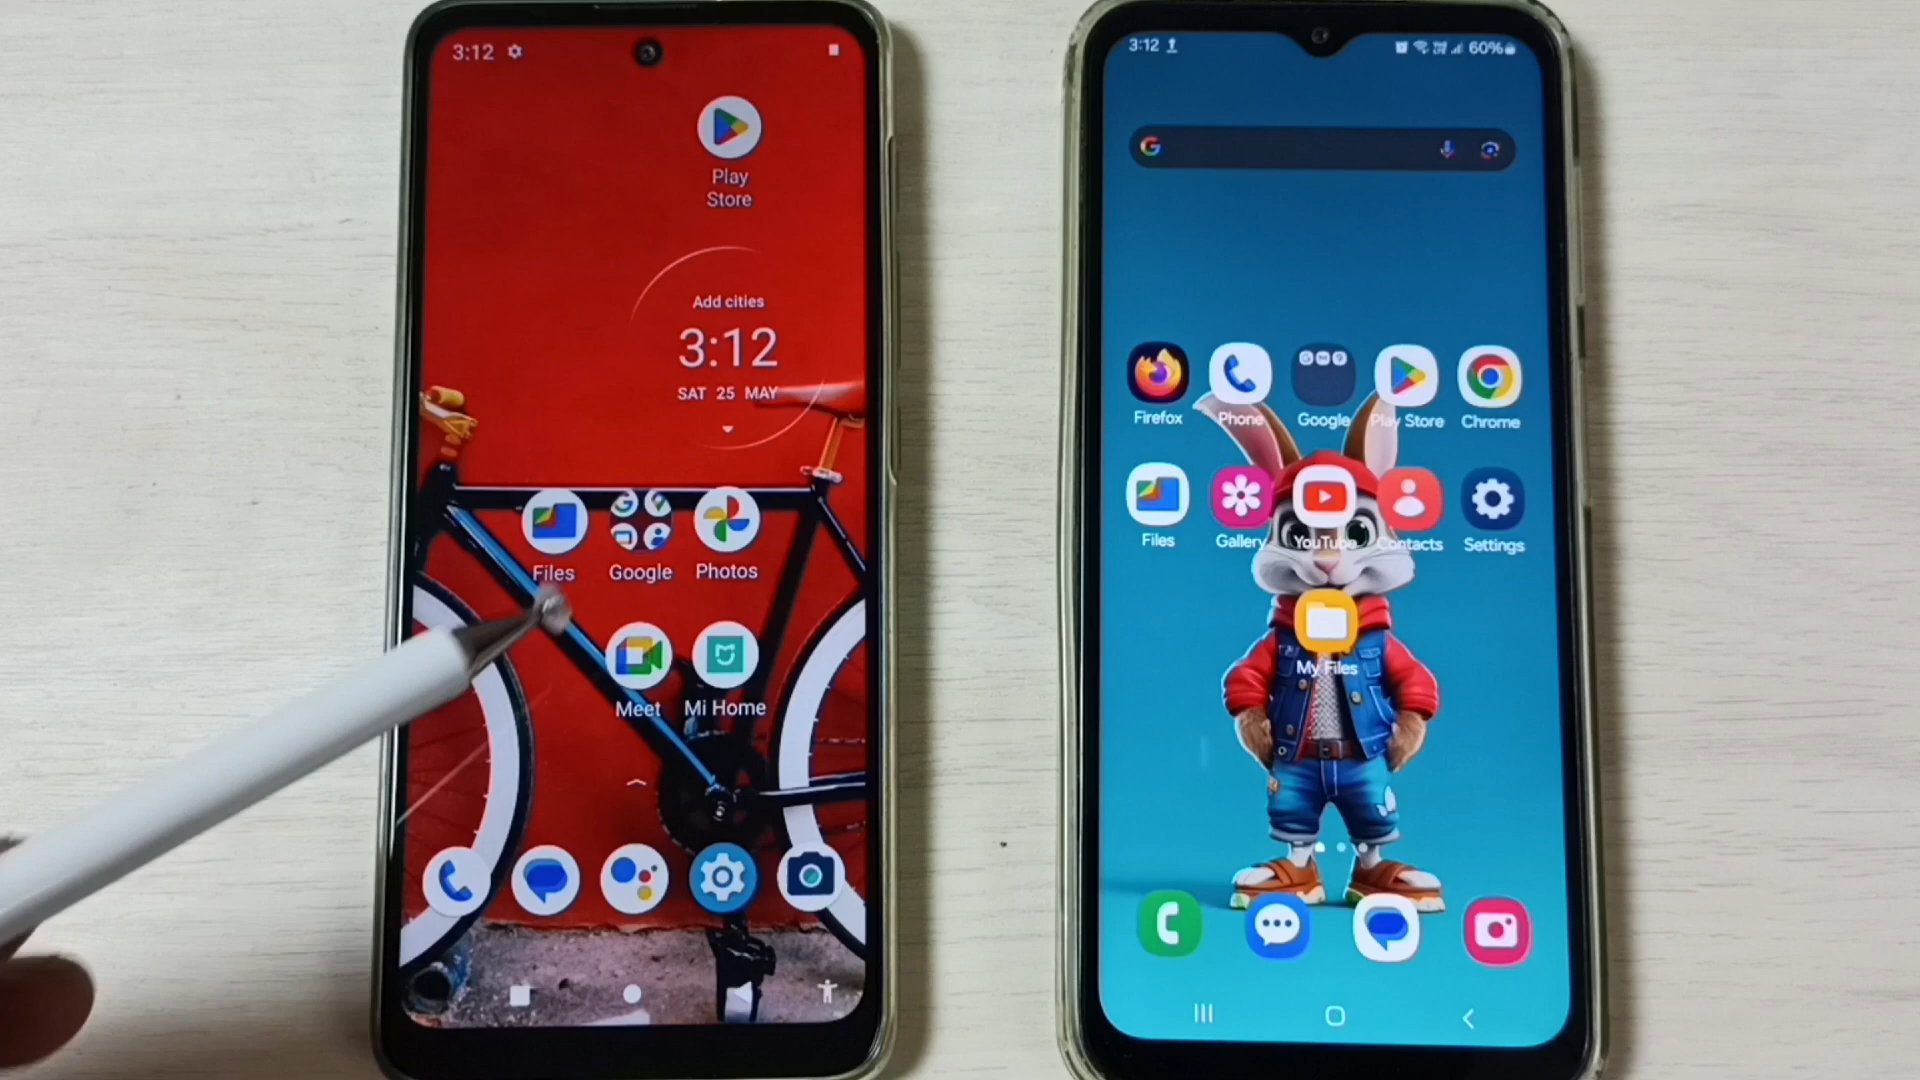 3:12
Play
Store
Add cities
3:12
SAT 25 MAY
Files
Google
Photos
Meet
Mi Home
3:12
60%
Firefox
Phone
Google
Play Store
Chrome
Files
Gallery
YouTube
Contacts
Settings
My Files